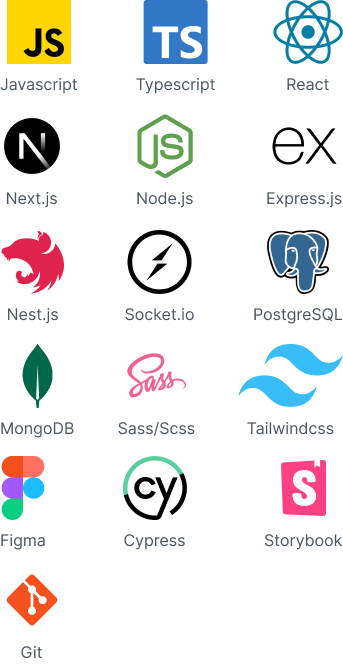 JS TS
Javascript Typescript React
N JS ex
Next.js Node.js Express.js
Nest.js Socket.io PostgreSQL
Sass
MongoDB Sass/Scss Tailwindcss
cy S
Figma Cypress Storybook
Git